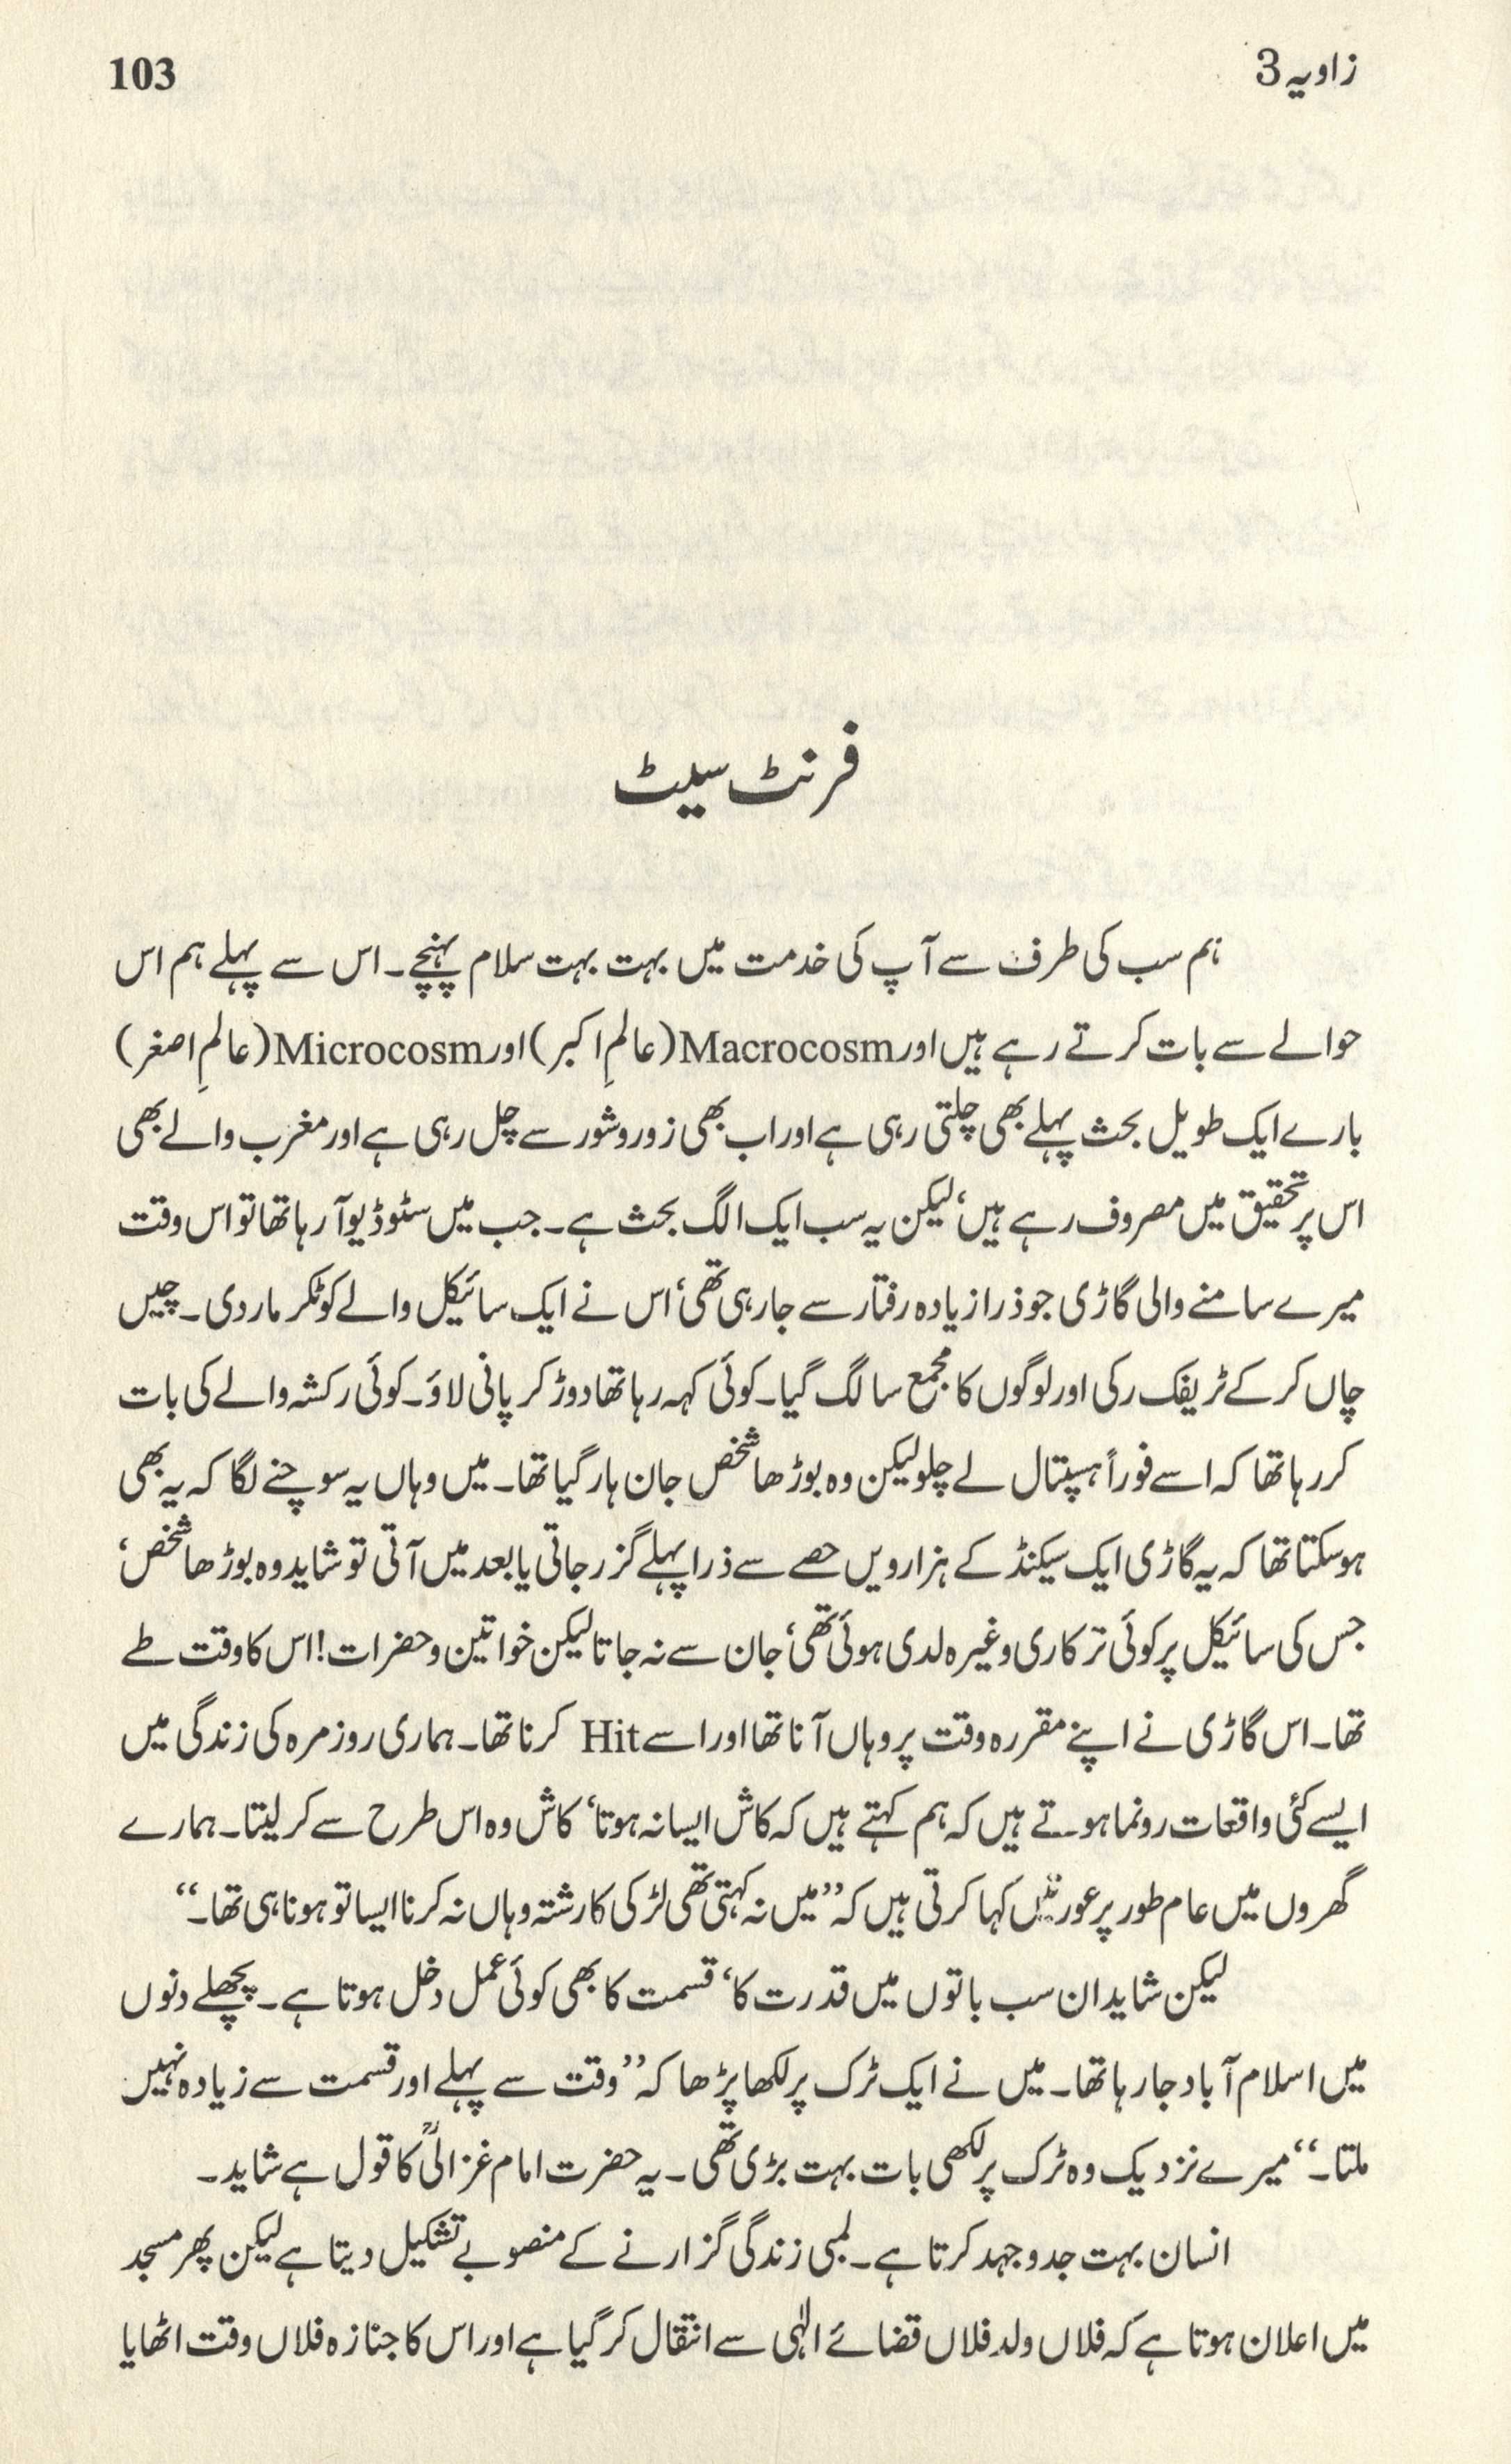 زاویہ 3
103
فرنٹ سیٹ
ہم سب کی طرف سے آپ کی خدمت میں بہت بہت سلام پہنچے۔ اس سے پہلے ہم اس
حوالے سے بات کرتے رہے ہیں اور Macrocosm (عالمِ اکبر) اور Microcosm (عالمِ اصغر)
بارے ایک طویل بحث پہلے بھی چلتی رہی ہے اور اب بھی زور و شور سے چل رہی ہے اور مغرب والے بھی
اس پر تحقیق میں مصروف رہے ہیں‘ لیکن یہ سب ایک الگ بحث ہے۔ جب میں سٹوڈیو آ رہا تھا تو اس وقت
میرے سامنے والی گاڑی جو ذرا زیادہ رفتار سے جا رہی تھی‘ اس نے ایک سائیکل والے کو ٹکر مار دی۔ چیں
چاں کر کے ٹریفک رکی اور لوگوں کا مجمع سا لگ گیا۔ کوئی کہہ رہا تھا دوڑ کر پانی لاؤ۔ کوئی رکشہ والے کی بات
کر رہا تھا کہ اسے فوراً ہسپتال لے چلو لیکن وہ بوڑھا شخص جان ہار گیا تھا۔ میں وہاں یہ سوچنے لگا کہ یہ بھی
ہو سکتا تھا کہ یہ گاڑی ایک سیکنڈ کے ہزارویں حصے سے ذرا پہلے گزر جاتی یا بعد میں آتی تو شاید وہ بوڑھا شخص‘
جس کی سائیکل پر کوئی ترکاری وغیرہ لدی ہوئی تھی‘ جان سے نہ جاتا لیکن خواتین و حضرات! اس کا وقت طے
تھا۔ اس گاڑی نے اپنے مقررہ وقت پر وہاں آنا تھا اور اسے Hit کرنا تھا۔ ہماری روزمرہ کی زندگی میں
ایسے کئی واقعات رونما ہوتے ہیں کہ ہم کہتے ہیں کہ کاش ایسا نہ ہوتا‘ کاش وہ اس طرح سے کر لیتا۔ ہمارے
گھروں میں عام طور پر عورتیں کہا کرتی ہیں کہ ”میں نہ کہتی تھی لڑکی کا رشتہ وہاں نہ کرنا ایسا تو ہونا ہی تھا۔“
لیکن شاید ان سب باتوں میں قدرت کا‘ قسمت کا بھی کوئی عمل دخل ہوتا ہے۔ پچھلے دنوں
میں اسلام آباد جا رہا تھا۔ میں نے ایک ٹرک پر لکھا پڑھا کہ ”وقت سے پہلے اور قسمت سے زیادہ نہیں
ملتا۔“ میرے نزدیک وہ ٹرک پر لکھی بات بہت بڑی تھی۔ یہ حضرت امام غزالیؒ کا قول ہے شاید۔
انسان بہت جدوجہد کرتا ہے۔ لمبی زندگی گزارنے کے منصوبے تشکیل دیتا ہے لیکن پھر مسجد
میں اعلان ہوتا ہے کہ فلاں ولد فلاں قضائے الٰہی سے انتقال کر گیا ہے اور اس کا جنازہ فلاں وقت اٹھایا